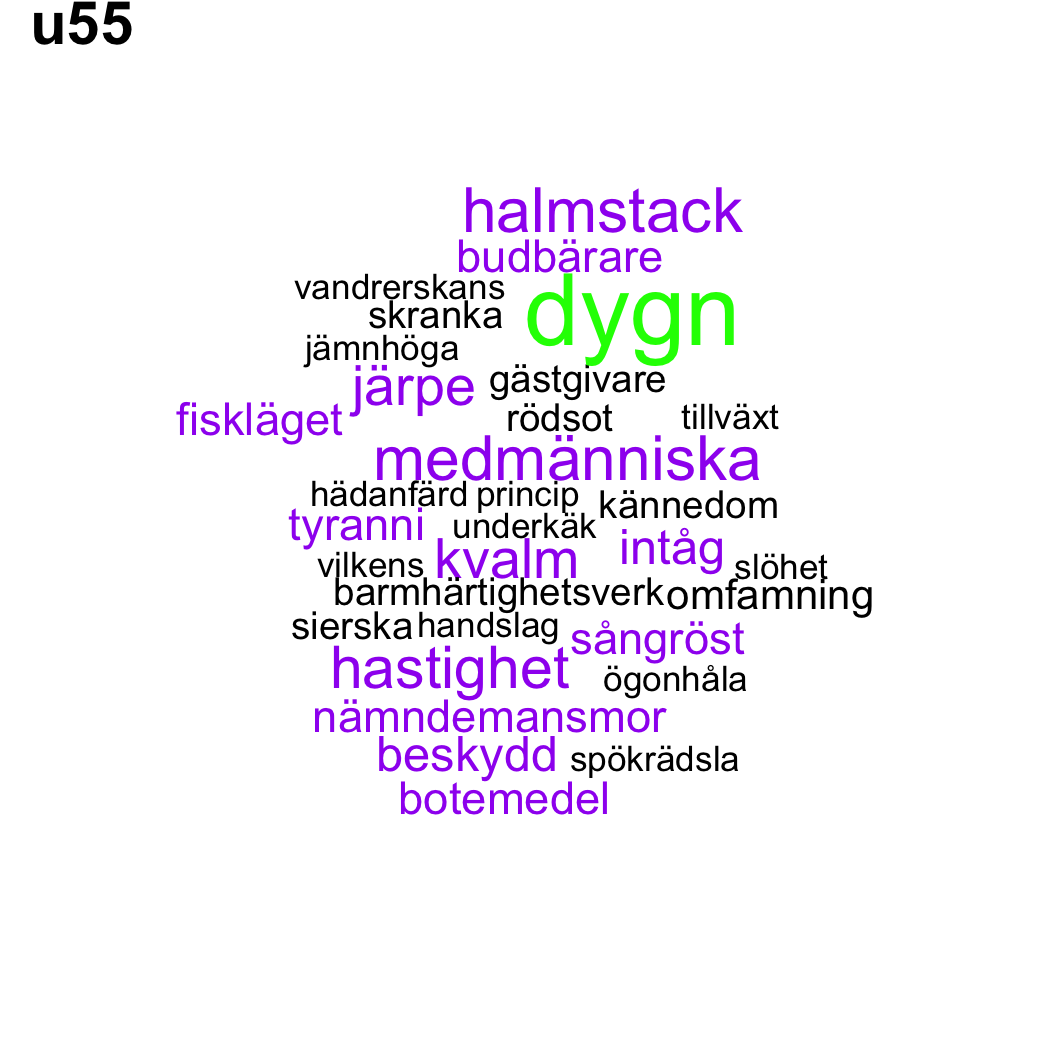 u55
halmstack
budbärare
vandrerskans
dygn
skranka
jämnhöga
järpe
gästgivare
fiskläget
rödsot
tillväxt
medmänniska
hädanfärd
princip
kännedom
tyranni
underkäk
intåg
kvalm
vilkens
slöhet
barmhärtighetsverk
omfamning
sierska
handslag
sångröst
hastighet
ögonhåla
nämndemansmor
beskydd
spökrädsla
botemedel